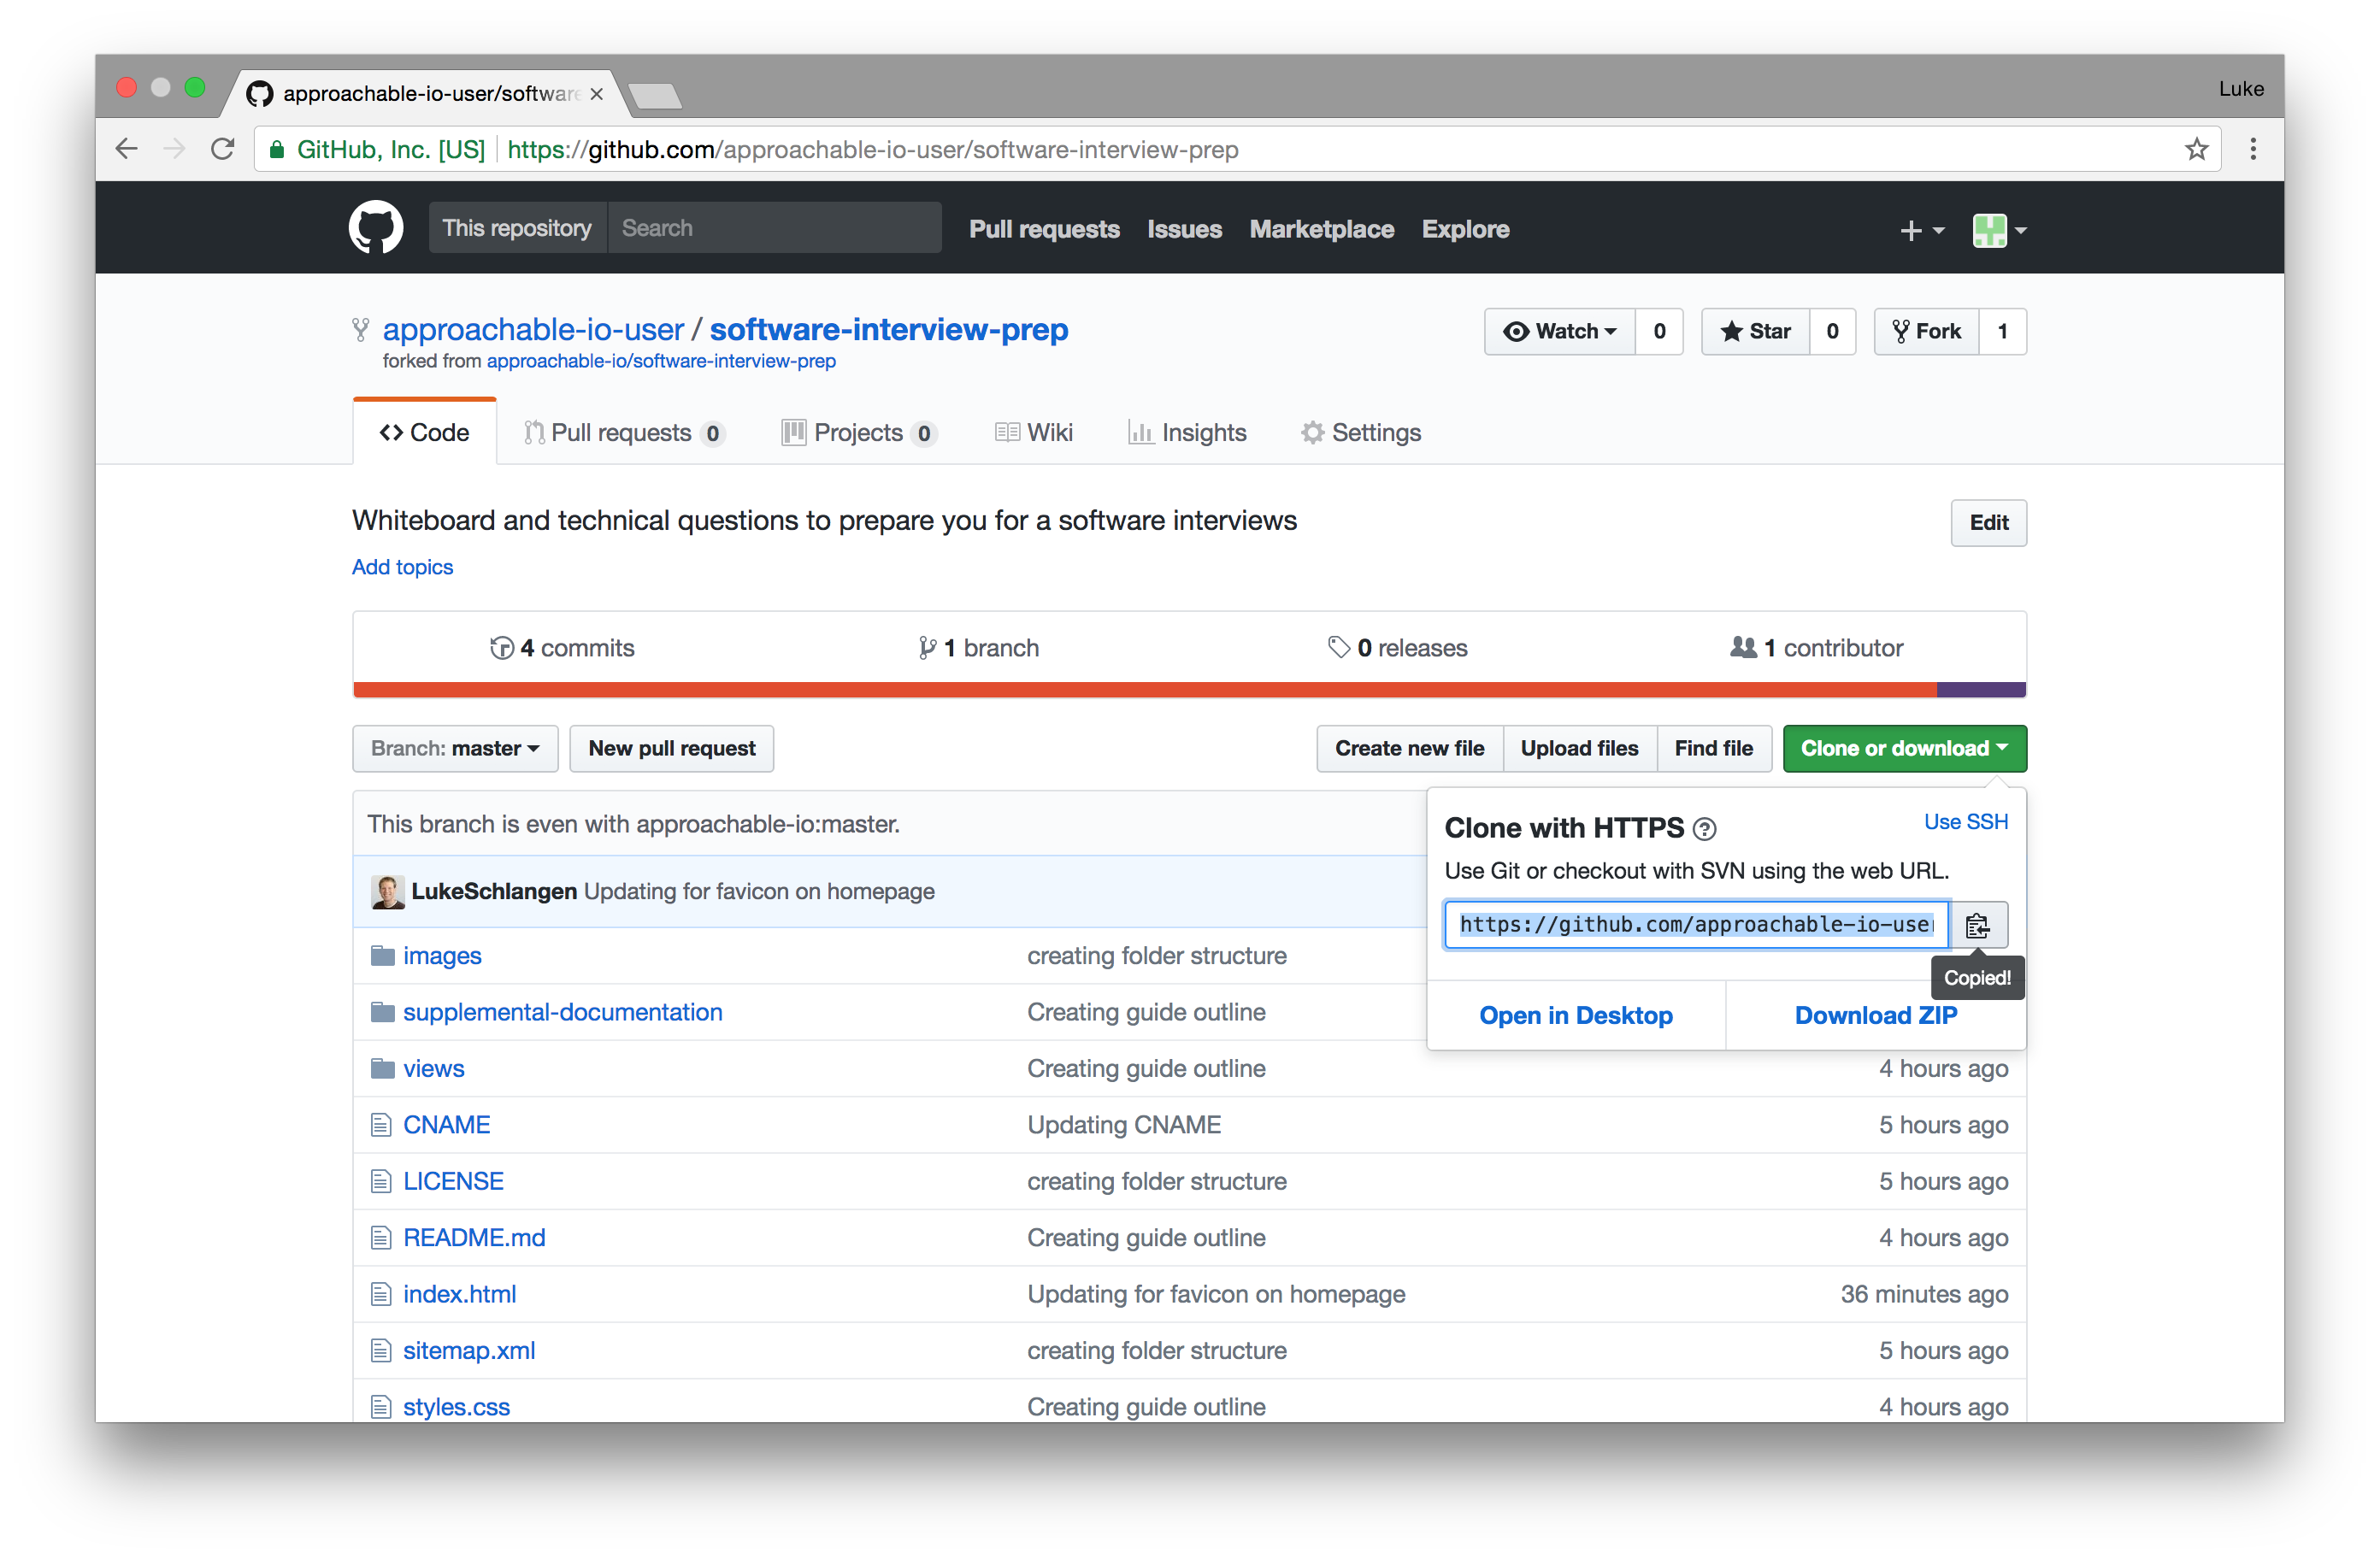 approachable-io-user/software
Luke
GitHub, Inc. [US] https://github.com/approachable-io-user/software-interview-prep
This repository Search Pull requests Issues Marketplace Explore
approachable-io-user / software-interview-prep
Watch 0 Star 0 Fork 1
forked from approachable-io/software-interview-prep
Code Pull requests 0 Projects 0 Wiki Insights Settings
Whiteboard and technical questions to prepare you for a software interviews
Edit
Add topics
4 commits 1 branch 0 releases 1 contributor
Branch: master New pull request Create new file Upload files Find file Clone or download
This branch is even with approachable-io:master.
Clone with HTTPS ? Use SSH
Use Git or checkout with SVN using the web URL.
https://github.com/approachable-io-user
Copied!
Open in Desktop Download ZIP
LukeSchlangen Updating for favicon on homepage
images creating folder structure
supplemental-documentation Creating guide outline
views Creating guide outline 4 hours ago
CNAME Updating CNAME 5 hours ago
LICENSE creating folder structure 5 hours ago
README.md Creating guide outline 4 hours ago
index.html Updating for favicon on homepage 36 minutes ago
sitemap.xml creating folder structure 5 hours ago
styles.css Creating guide outline 4 hours ago